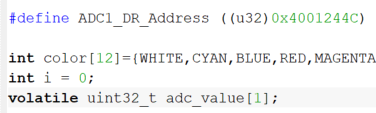 #define ADC1_DR_Address ((u32)0x4001244C)
int color[12]={WHITE,CYAN,BLUE,RED,MAGENTA
int i = 0;
volatile uint32_t adc_value[1];